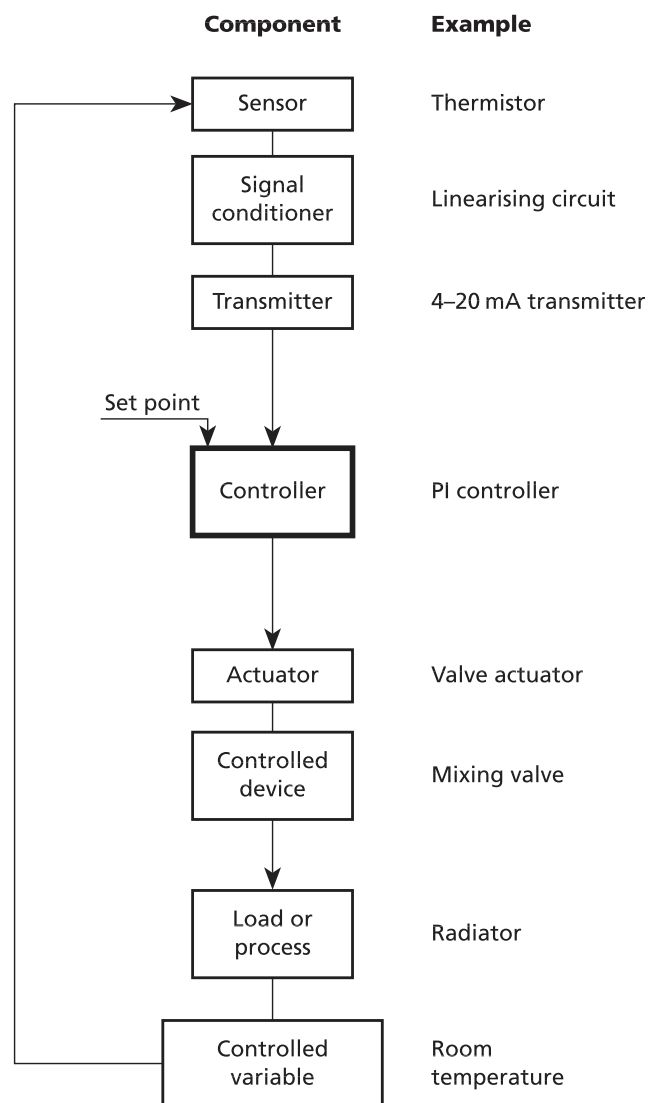 Component Example
Sensor Thermistor
Signal
conditioner
Linearising circuit
Transmitter 4–20 mA transmitter
Set point
Controller PI controller
Actuator Valve actuator
Controlled
device
Mixing valve
Load or
process
Radiator
Controlled
variable
Room
temperature